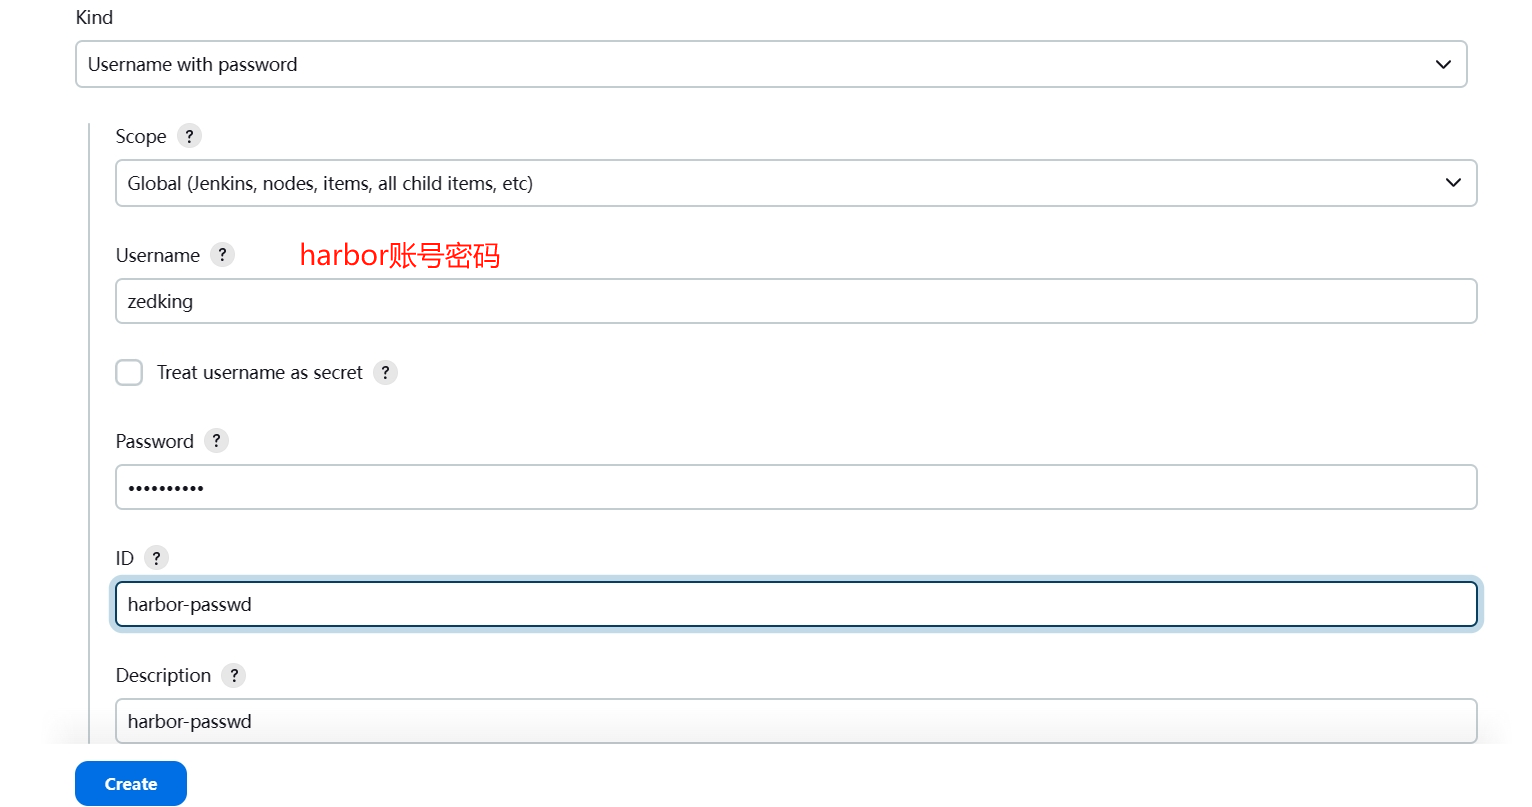 Kind
Username with password
Scope ?
Global (Jenkins, nodes, items, all child items, etc)
Username ? harbor账号密码
zedking
Treat username as secret ?
Password ?
••••••••••
ID ?
harbor-passwd
Description ?
harbor-passwd
Create